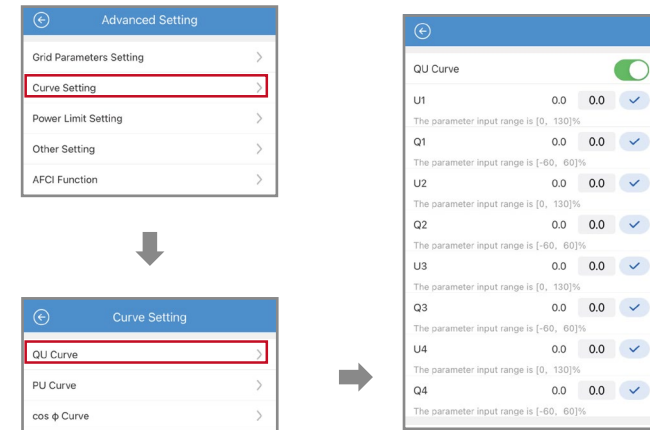 Advanced Setting
Grid Parameters Setting
Curve Setting
Power Limit Setting
Other Setting
AFCI Function
Curve Setting
QU Curve
PU Curve
cos ϕ Curve
QU Curve
U1 0.0 0.0
The parameter input range is [0, 130]%
Q1 0.0 0.0
The parameter input range is [-60, 60]%
U2 0.0 0.0
The parameter input range is [0, 130]%
Q2 0.0 0.0
The parameter input range is [-60, 60]%
U3 0.0 0.0
The parameter input range is [0, 130]%
Q3 0.0 0.0
The parameter input range is [-60, 60]%
U4 0.0 0.0
The parameter input range is [0, 130]%
Q4 0.0 0.0
The parameter input range is [-60, 60]%